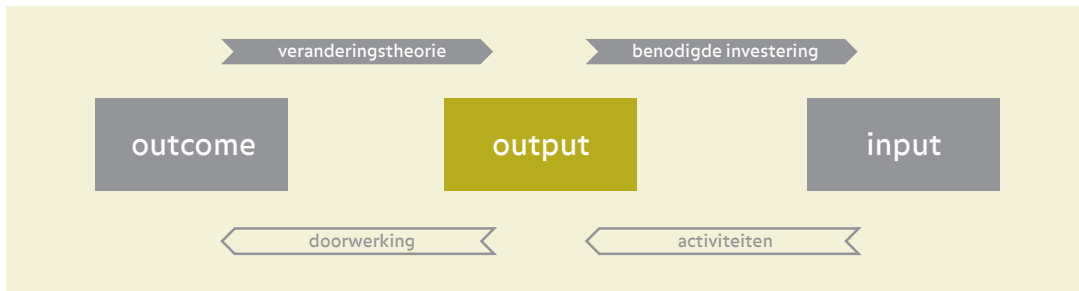 veranderingstheorie
benodigde investering
outcome
output
input
doorwerking
activiteiten